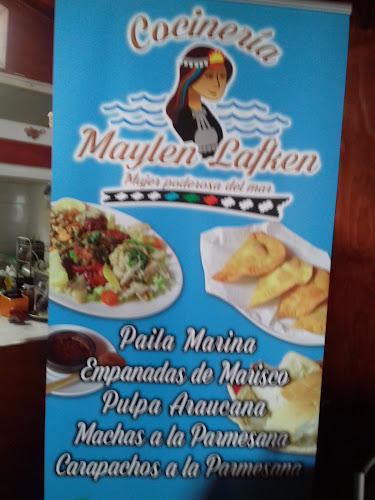 Cocinería
Maylen Lafken
Mujer poderosa del mar
Paila Marina
Empanadas de Marisco
Pulpa Araucana
Machas a la Parmesana
Carapachos a la Parmesana